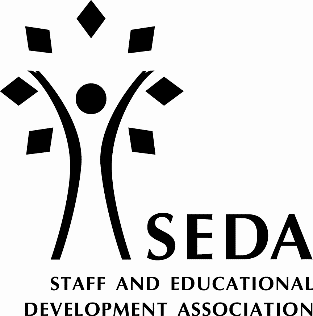 SEDA
STAFF AND EDUCATIONAL
DEVELOPMENT ASSOCIATION